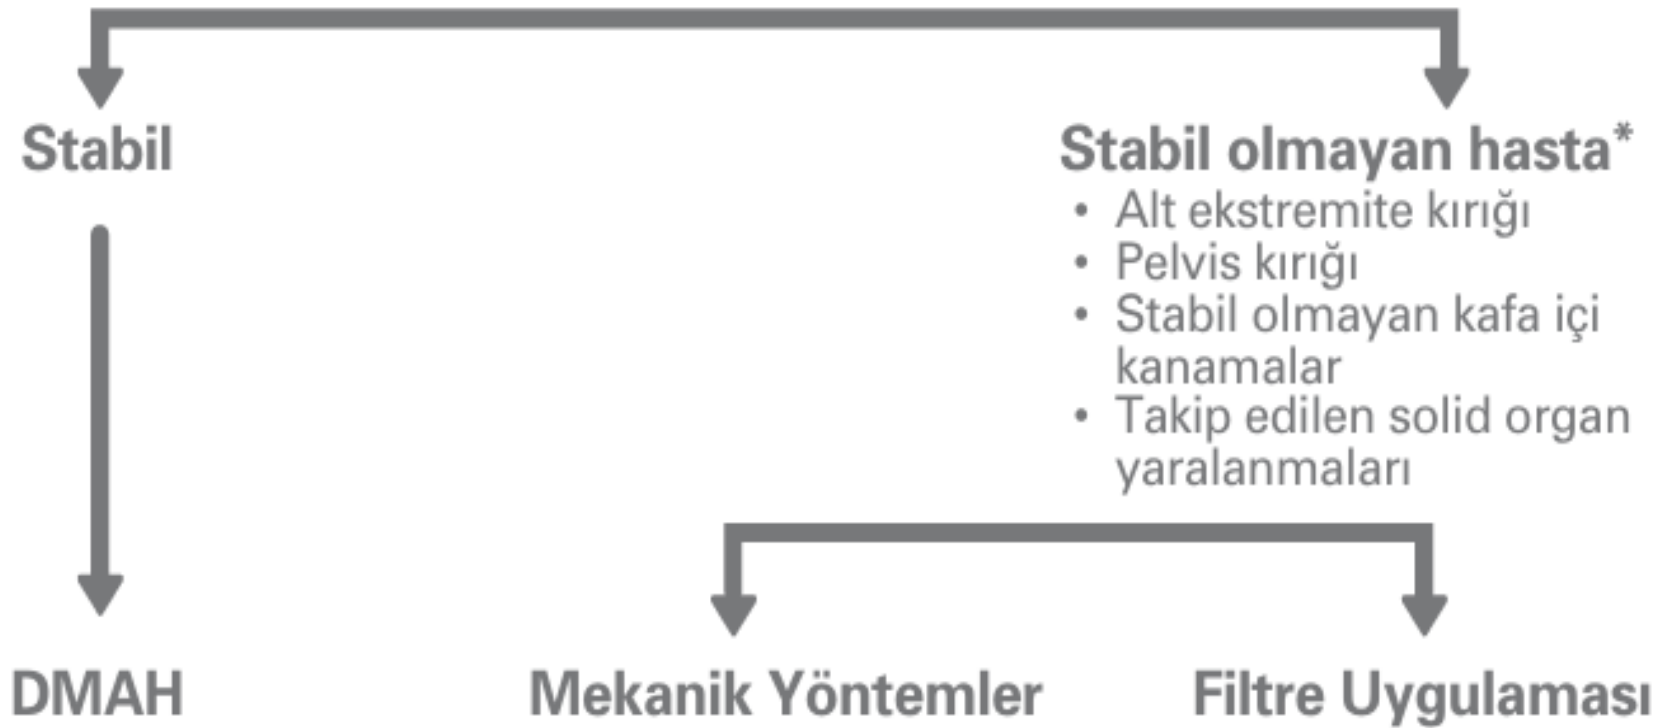 Stabil
Stabil olmayan hasta*
• Alt ekstremite kırığı
• Pelvis kırığı
• Stabil olmayan kafa içi
kanamalar
• Takip edilen solid organ
yaralanmaları
DMAH
Mekanik Yöntemler
Filtre Uygulaması